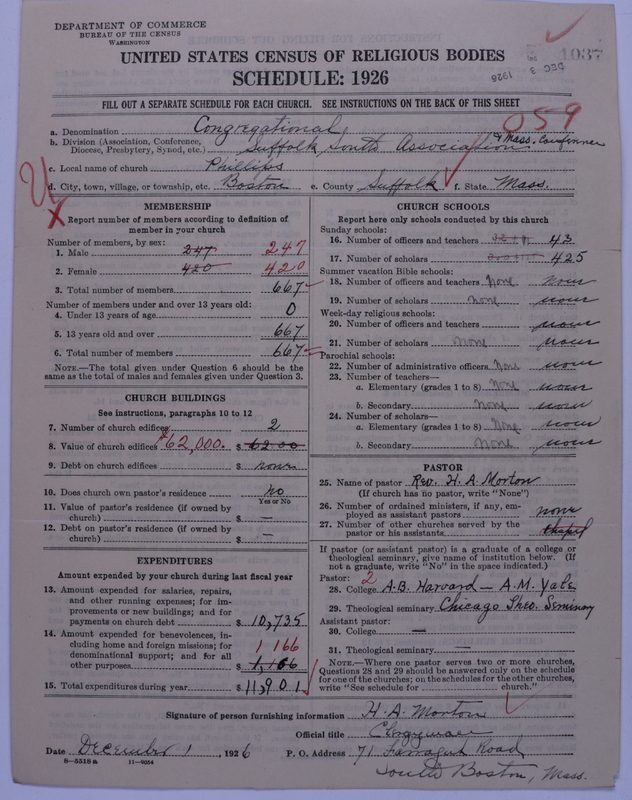 DEPARTMENT OF COMMERCE
BUREAU OF THE CENSUS
WASHINGTON
UNITED STATES CENSUS OF RELIGIOUS BODIES
SCHEDULE: 1926
DEC 3 1926
1037
FILL OUT A SEPARATE SCHEDULE FOR EACH CHURCH. SEE INSTRUCTIONS ON THE BACK OF THIS SHEET
059
a. Denomination Congregational
b. Division (Association, Conference, Diocese, Presbytery, Synod, etc.) Suffolk South Association & Mass.
c. Local name of church Phillips
d. City, town, village, or township, etc. Boston e. County Suffolk f. State Mass.
MEMBERSHIP
Report number of members according to definition of member in your church
Number of members, by sex:
1. Male 247 247
2. Female 420 420
3. Total number of members 667
Number of members under and over 13 years old:
4. Under 13 years of age 0
5. 13 years old and over 667
6. Total number of members 667
NOTE.—The total given under Question 6 should be the same as the total of males and females given under Question 3.
CHURCH BUILDINGS
See instructions, paragraphs 10 to 12
7. Number of church edifices 2
8. Value of church edifices $62,000. $ 6200
9. Debt on church edifices $ none
10. Does church own pastor's residence no
Yes or No
11. Value of pastor's residence (if owned by church) $ —
12. Debt on pastor's residence (if owned by church) $ —
EXPENDITURES
Amount expended by your church during last fiscal year
13. Amount expended for salaries, repairs, and other running expenses; for improvements or new buildings; and for payments on church debt $ 10,735
14. Amount expended for benevolences, including home and foreign missions; for denominational support; and for all other purposes 1 166 $ 1,166
15. Total expenditures during year $ 11,901
CHURCH SCHOOLS
Report here only schools conducted by this church
Sunday schools:
16. Number of officers and teachers 43
17. Number of scholars 425
Summer vacation Bible schools:
18. Number of officers and teachers None none
19. Number of scholars none none
Week-day religious schools:
20. Number of officers and teachers none
21. Number of scholars none none
Parochial schools:
22. Number of administrative officers None none
23. Number of teachers—
a. Elementary (grades 1 to 8) None none
b. Secondary None none
24. Number of scholars—
a. Elementary (grades 1 to 8) None none
b. Secondary None none
PASTOR
25. Name of pastor Rev. H. A. Morton
(If church has no pastor, write "None")
26. Number of ordained ministers, if any, employed as assistant pastors none
27. Number of other churches served by the pastor or his assistants chapel
If pastor (or assistant pastor) is a graduate of a college or theological seminary, give name of institution below. (If not a graduate, write "No" in the space indicated.)
Pastor: 2
28. College A.B. Harvard — A.M. Yale
29. Theological seminary Chicago Theo. Seminary
Assistant pastor:
30. College —
31. Theological seminary —
NOTE.—Where one pastor serves two or more churches, Questions 28 and 29 should be answered only on the schedule for one of the churches; on the schedules for the other churches, write "See schedule for church."
Signature of person furnishing information H. A. Morton
Official title Clergyman
Date December 1, 1926 P. O. Address 71 Farragut Road
South Boston, Mass.
8—5518a 11—9084